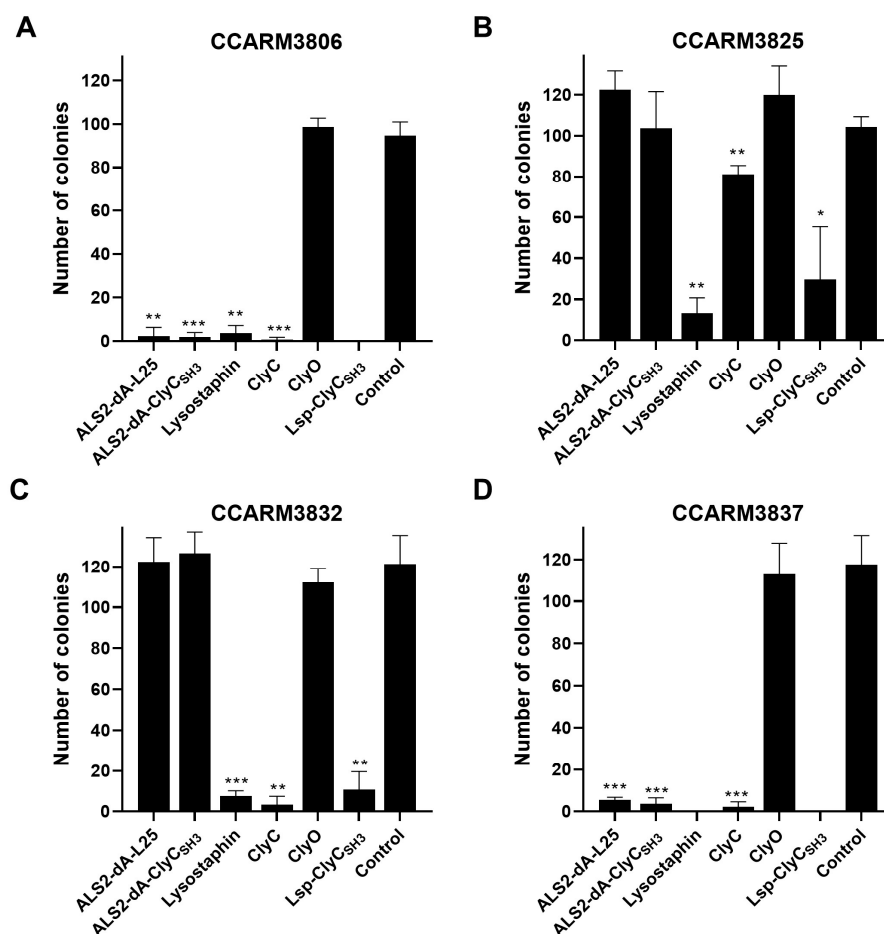 A
CCARM3806
Number of colonies
120
100
80
60
40
20
0
**
***
**
***
ALS2-dA-L25
ALS2-dA-ClyCSH3
Lysostaphin
ClyC
ClyO
Lsp-ClyCSH3
Control
B
CCARM3825
Number of colonies
120
100
80
60
40
20
0
**
**
*
ALS2-dA-L25
ALS2-dA-ClyCSH3
Lysostaphin
ClyC
ClyO
Lsp-ClyCSH3
Control
C
CCARM3832
Number of colonies
120
100
80
60
40
20
0
***
**
**
ALS2-dA-L25
ALS2-dA-ClyCSH3
Lysostaphin
ClyC
ClyO
Lsp-ClyCSH3
Control
D
CCARM3837
Number of colonies
120
100
80
60
40
20
0
***
***
***
ALS2-dA-L25
ALS2-dA-ClyCSH3
Lysostaphin
ClyC
ClyO
Lsp-ClyCSH3
Control